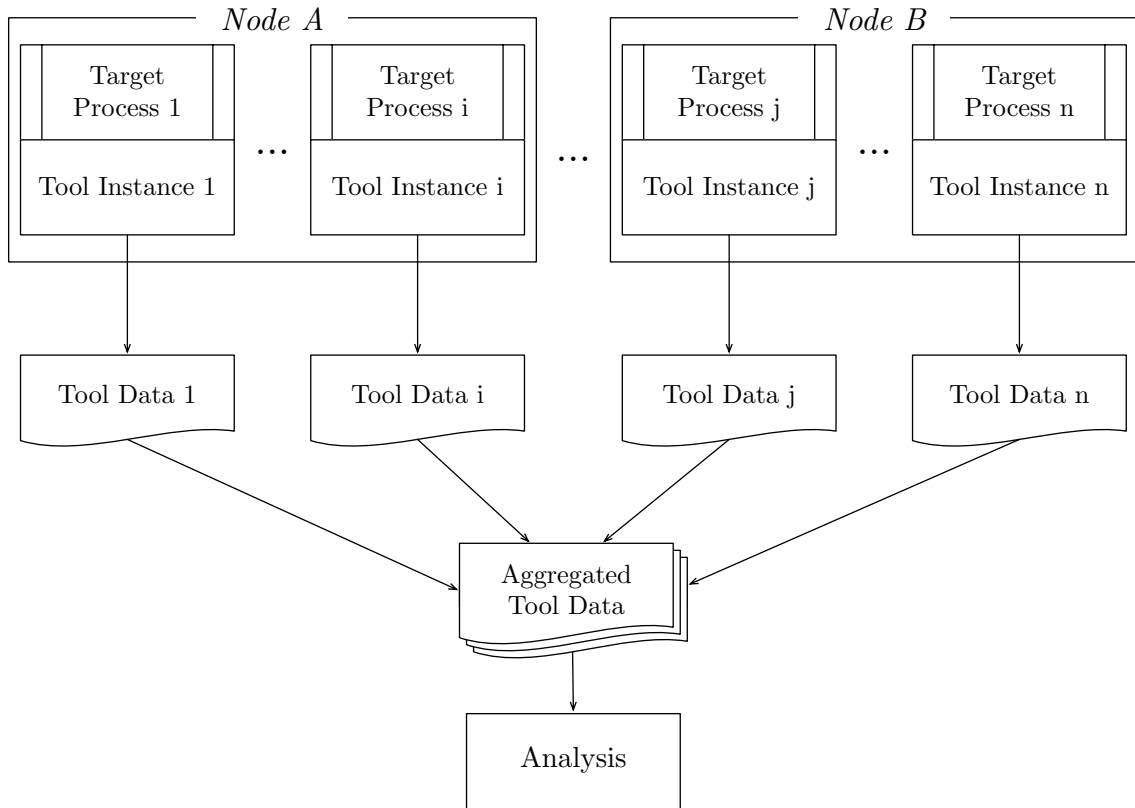 Node A
Node B
Target
Process 1
Target
Process i
Target
Process j
Target
Process n
...
...
...
Tool Instance 1
Tool Instance i
Tool Instance j
Tool Instance n
Tool Data 1
Tool Data i
Tool Data j
Tool Data n
Aggregated
Tool Data
Analysis